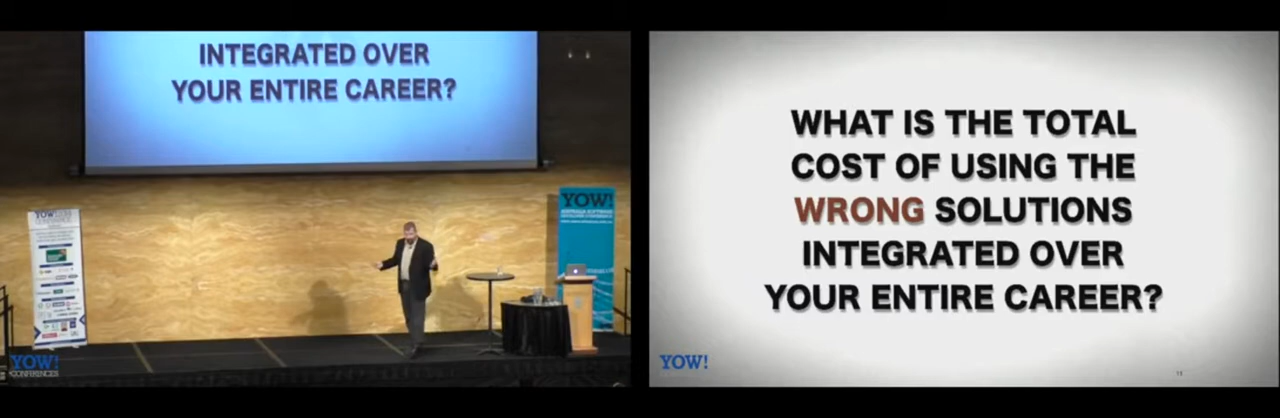 INTEGRATED OVER
YOUR ENTIRE CAREER?
YOW!
YOW!
YOW!
CONFERENCES
WHAT IS THE TOTAL
COST OF USING THE
WRONG SOLUTIONS
INTEGRATED OVER
YOUR ENTIRE CAREER?
YOW!